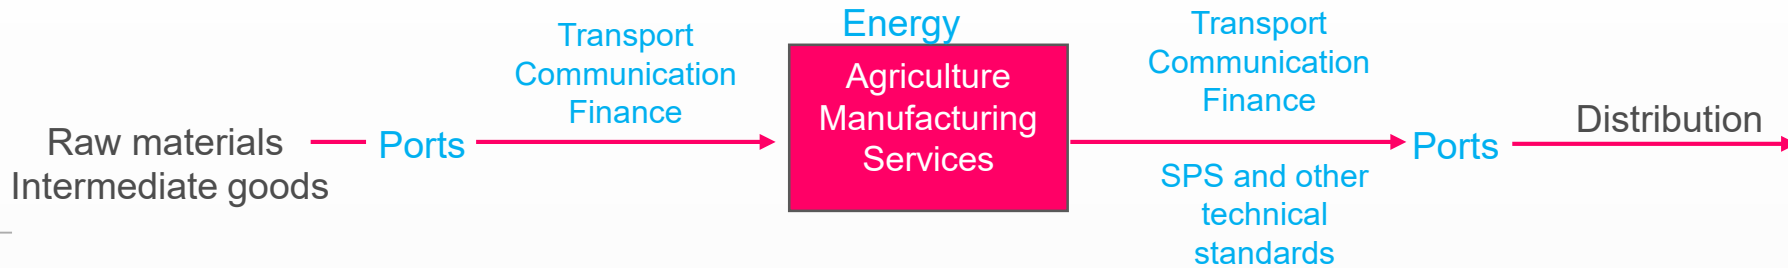 Raw materials
Intermediate goods
Ports
Transport
Communication
Finance
Energy
Agriculture
Manufacturing
Services
Transport
Communication
Finance
SPS and other
technical
standards
Ports
Distribution